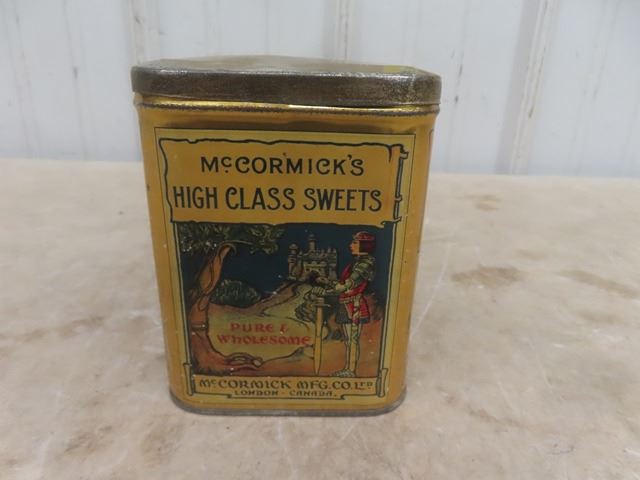 McCORMICK'S
HIGH CLASS SWEETS
PURE &
WHOLESOME
McCORMICK MFG. CO. LTD
LONDON - CANADA.